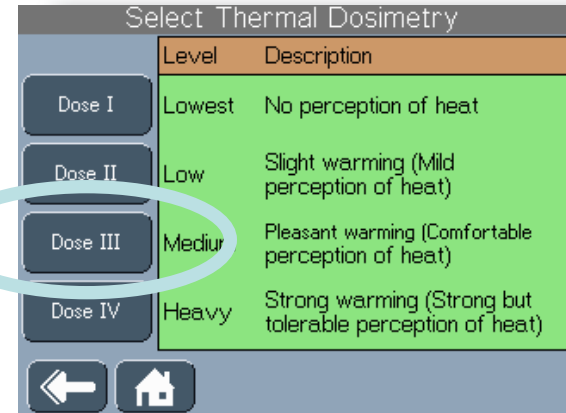 Select Thermal Dosimetry
Level Description
Dose I Lowest No perception of heat
Dose II Low Slight warming (Mild
perception of heat)
Dose III Medium Pleasant warming (Comfortable
perception of heat)
Dose IV Heavy Strong warming (Strong but
tolerable perception of heat)